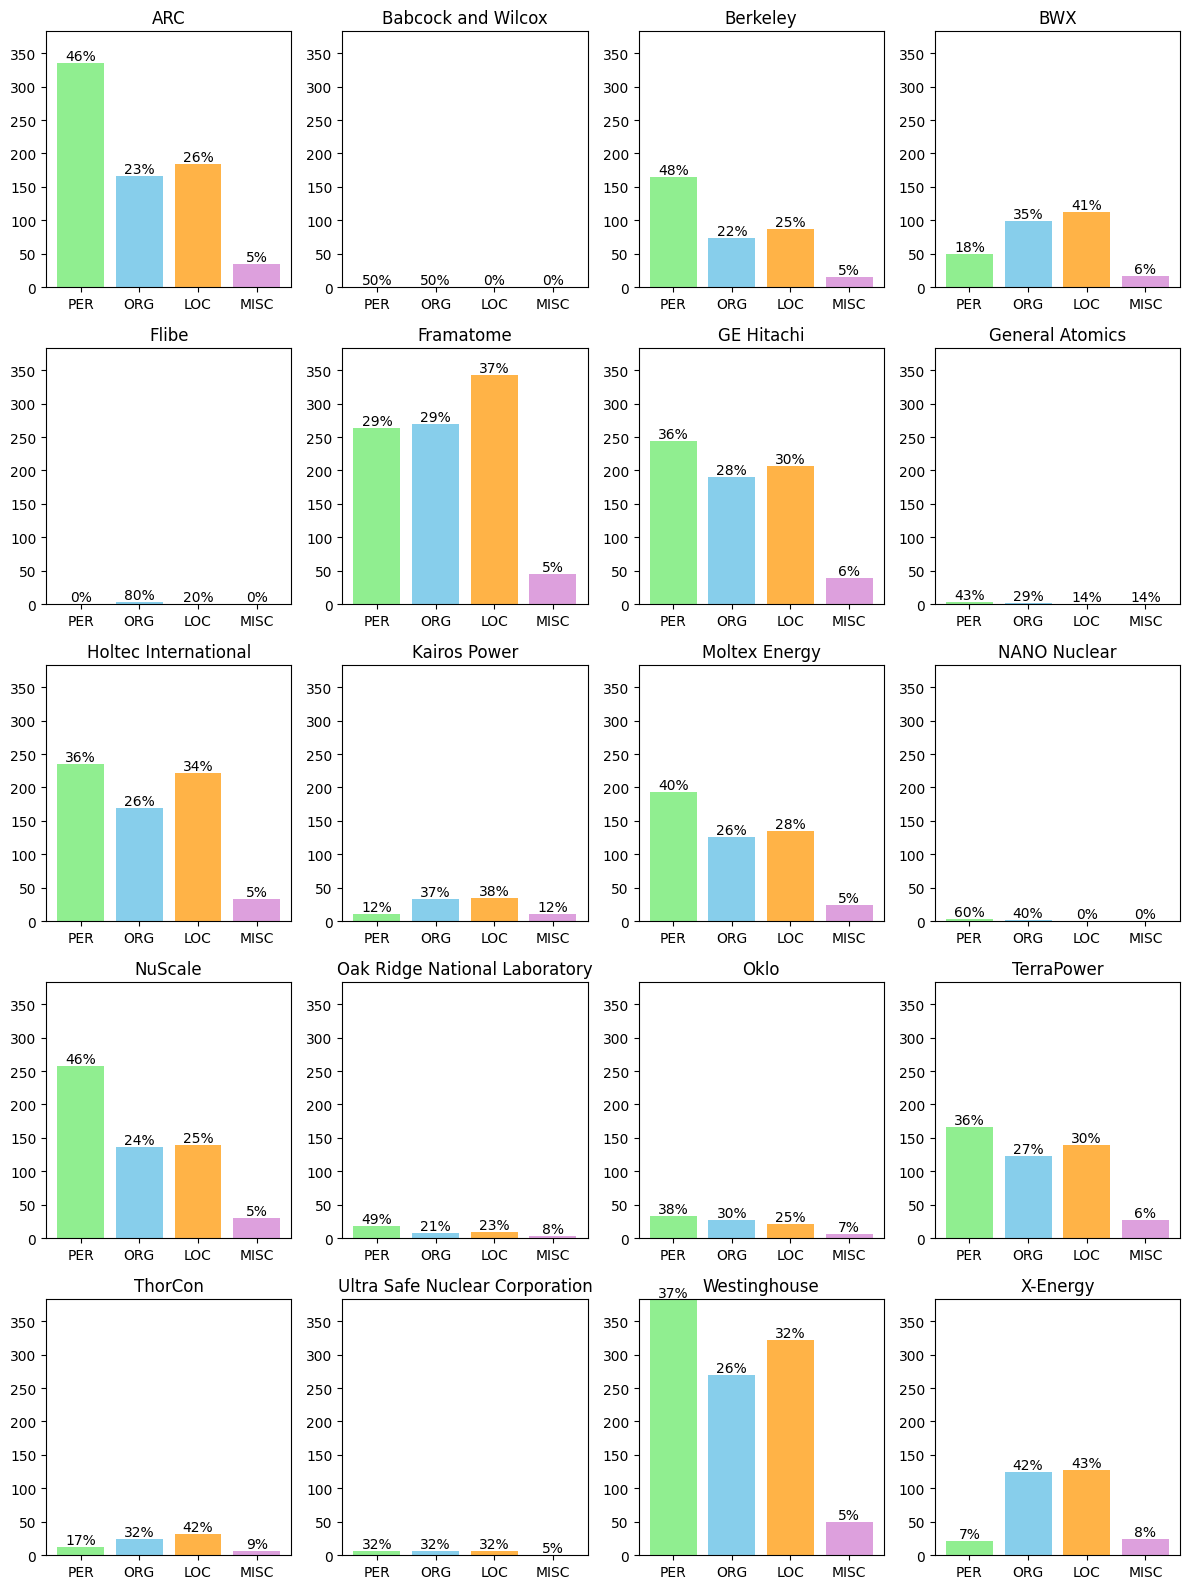 ARC Babcock and Wilcox Berkeley BWX
350 300 250 200 150 100 50 0
46% 23% 26% 5%
PER ORG LOC MISC
350 300 250 200 150 100 50 0
50% 50% 0% 0%
PER ORG LOC MISC
350 300 250 200 150 100 50 0
48% 22% 25% 5%
PER ORG LOC MISC
350 300 250 200 150 100 50 0
18% 35% 41% 6%
PER ORG LOC MISC
Flibe Framatome GE Hitachi General Atomics
350 300 250 200 150 100 50 0
0% 80% 20% 0%
PER ORG LOC MISC
350 300 250 200 150 100 50 0
29% 29% 37% 5%
PER ORG LOC MISC
350 300 250 200 150 100 50 0
36% 28% 30% 6%
PER ORG LOC MISC
350 300 250 200 150 100 50 0
43% 29% 14% 14%
PER ORG LOC MISC
Holtec International Kairos Power Moltex Energy NANO Nuclear
350 300 250 200 150 100 50 0
36% 26% 34% 5%
PER ORG LOC MISC
350 300 250 200 150 100 50 0
12% 37% 38% 12%
PER ORG LOC MISC
350 300 250 200 150 100 50 0
40% 26% 28% 5%
PER ORG LOC MISC
350 300 250 200 150 100 50 0
60% 40% 0% 0%
PER ORG LOC MISC
NuScale Oak Ridge National Laboratory Oklo TerraPower
350 300 250 200 150 100 50 0
46% 24% 25% 5%
PER ORG LOC MISC
350 300 250 200 150 100 50 0
49% 21% 23% 8%
PER ORG LOC MISC
350 300 250 200 150 100 50 0
38% 30% 25% 7%
PER ORG LOC MISC
350 300 250 200 150 100 50 0
36% 27% 30% 6%
PER ORG LOC MISC
ThorCon Ultra Safe Nuclear Corporation Westinghouse X-Energy
350 300 250 200 150 100 50 0
17% 32% 42% 9%
PER ORG LOC MISC
350 300 250 200 150 100 50 0
32% 32% 32% 5%
PER ORG LOC MISC
350 300 250 200 150 100 50 0
37% 26% 32% 5%
PER ORG LOC MISC
350 300 250 200 150 100 50 0
7% 42% 43% 8%
PER ORG LOC MISC